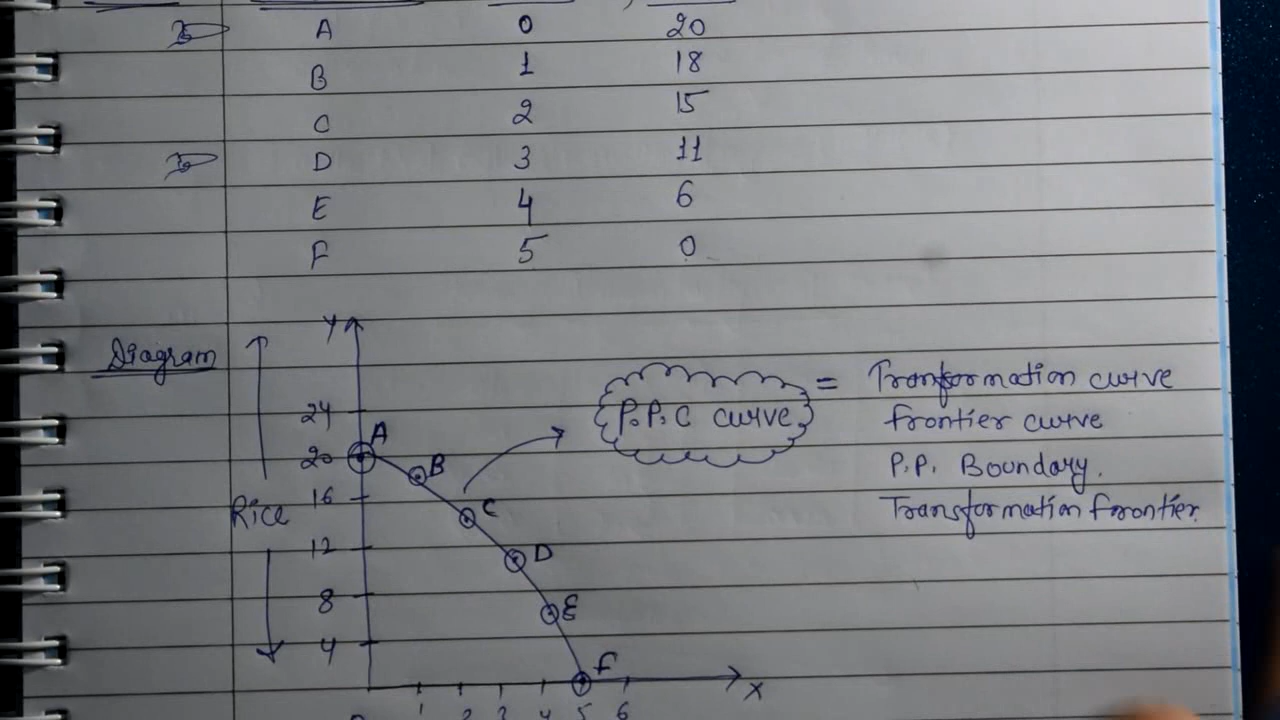 A 0 20
B 1 18
C 2 15
D 3 11
E 4 6
F 5 0
Diagram
Y
24
20
16
12
8
4
Rice
A
B
C
D
E
F
P.P.C curve = Transformation curve
frontier curve
P.P. Boundary.
Transformation frontier.
X
1 2 3 4 5 6